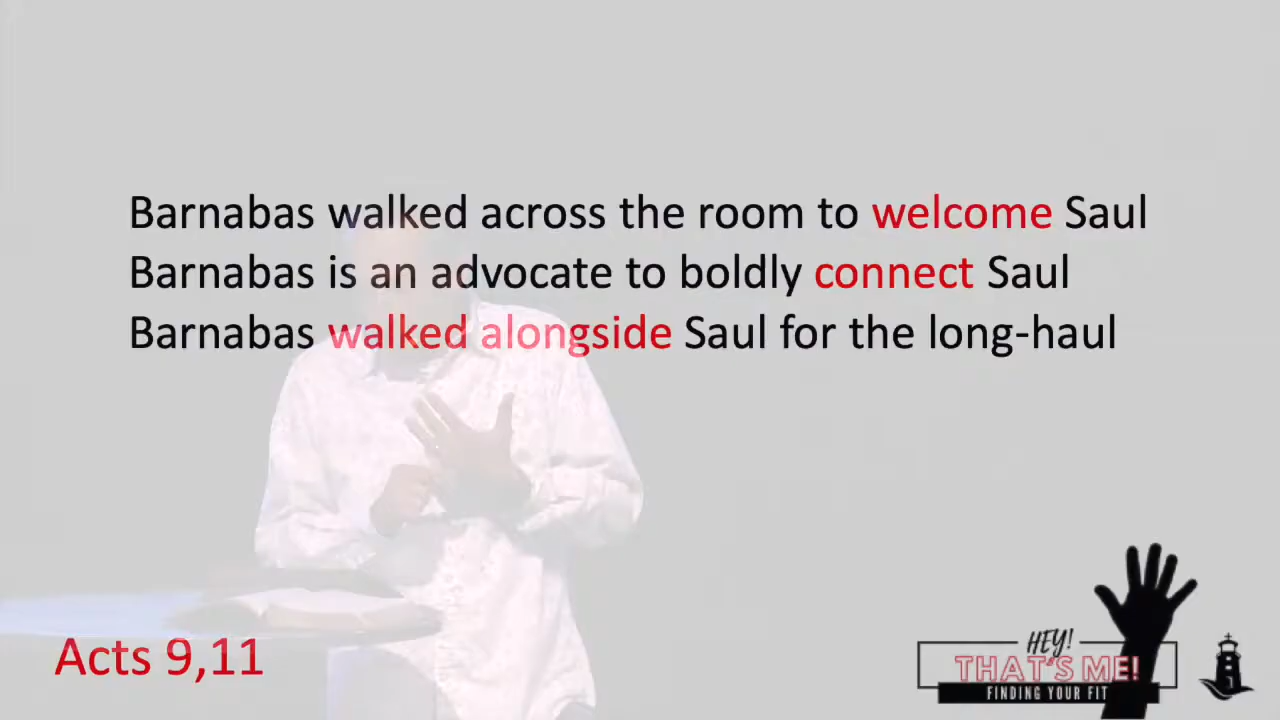 Barnabas walked across the room to welcome Saul
Barnabas is an advocate to boldly connect Saul
Barnabas walked alongside Saul for the long-haul
Acts 9,11
HEY!
THAT'S ME!
FINDING YOUR FIT